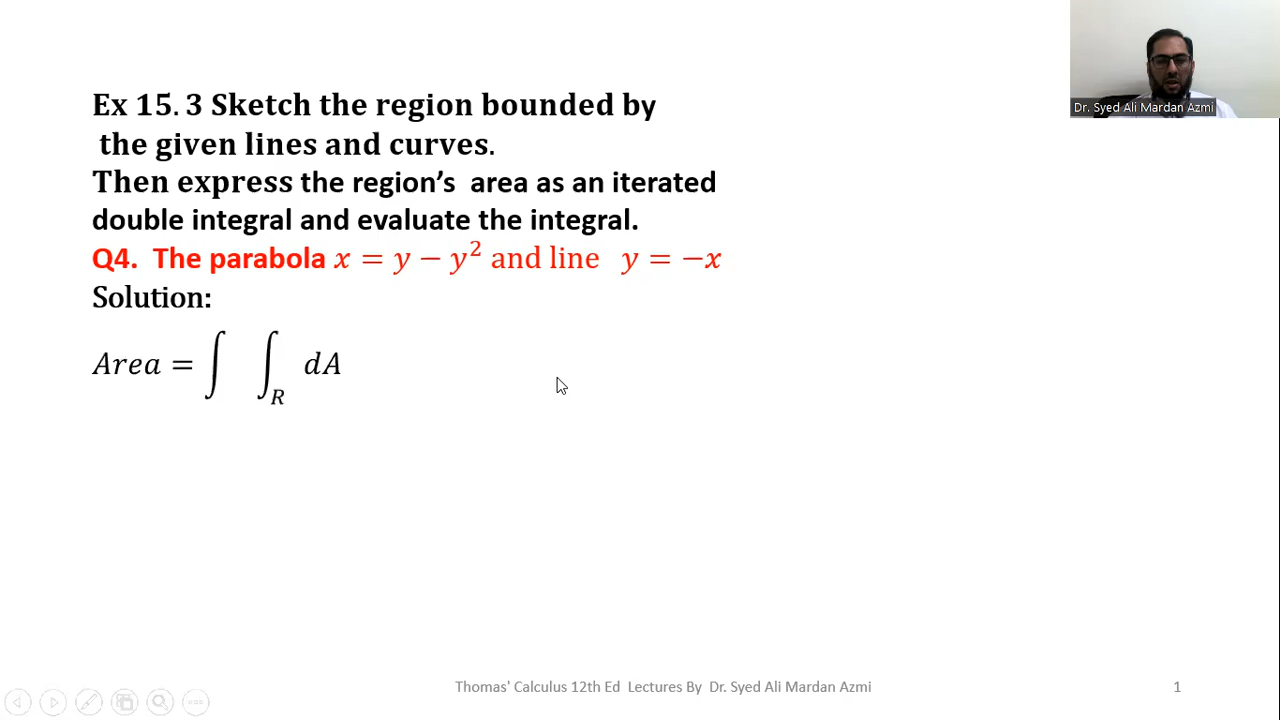 Ex 15.3 Sketch the region bounded by
the given lines and curves.
Then express the region's area as an iterated
double integral and evaluate the integral.
Q4. The parabola x = y − y² and line y = −x
Solution:
Area = ∫ ∫_R dA
Dr. Syed Ali Mardan Azmi
Thomas' Calculus 12th Ed Lectures By Dr. Syed Ali Mardan Azmi
1